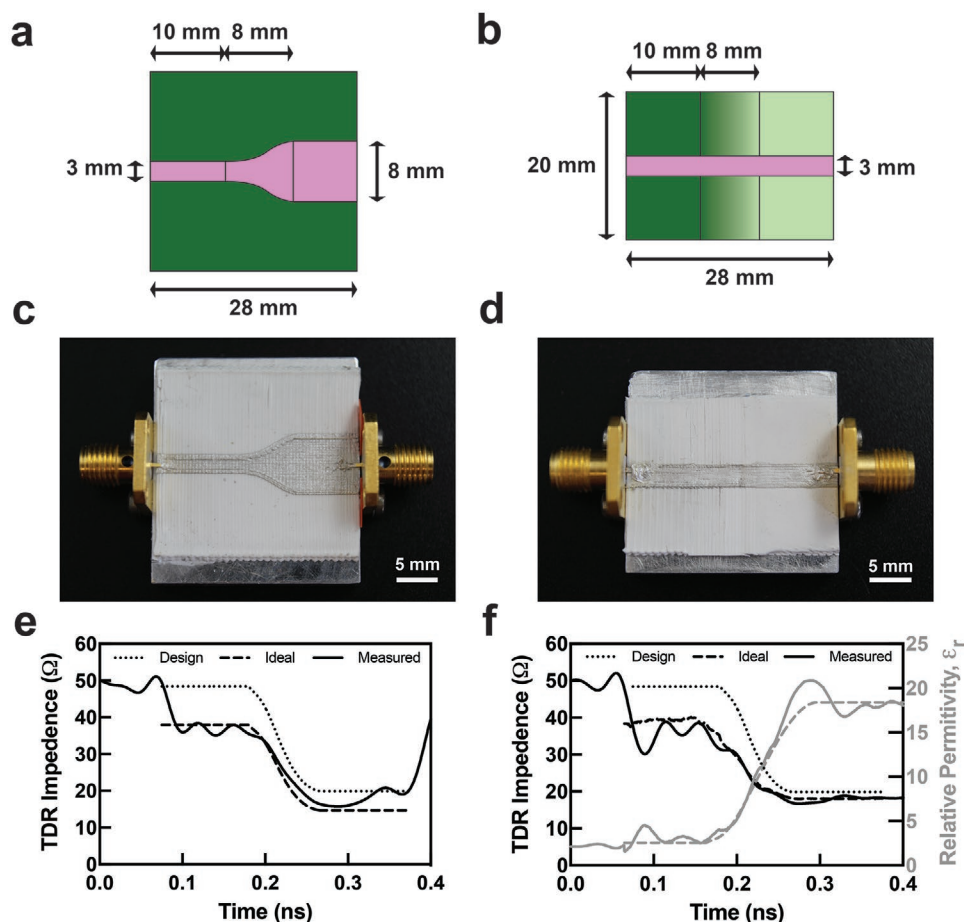 a
10 mm 8 mm
3 mm
8 mm
28 mm
b
10 mm 8 mm
20 mm
3 mm
28 mm
c
5 mm
d
5 mm
e
60
50
40
30
20
10
0
TDR Impedence (Ω)
Design Ideal Measured
0.0 0.1 0.2 0.3 0.4
Time (ns)
f
60
50
40
30
20
10
0
TDR Impedence (Ω)
Design Ideal Measured
25
20
15
10
5
0
Relative Permitivity, εr
0.0 0.1 0.2 0.3 0.4
Time (ns)